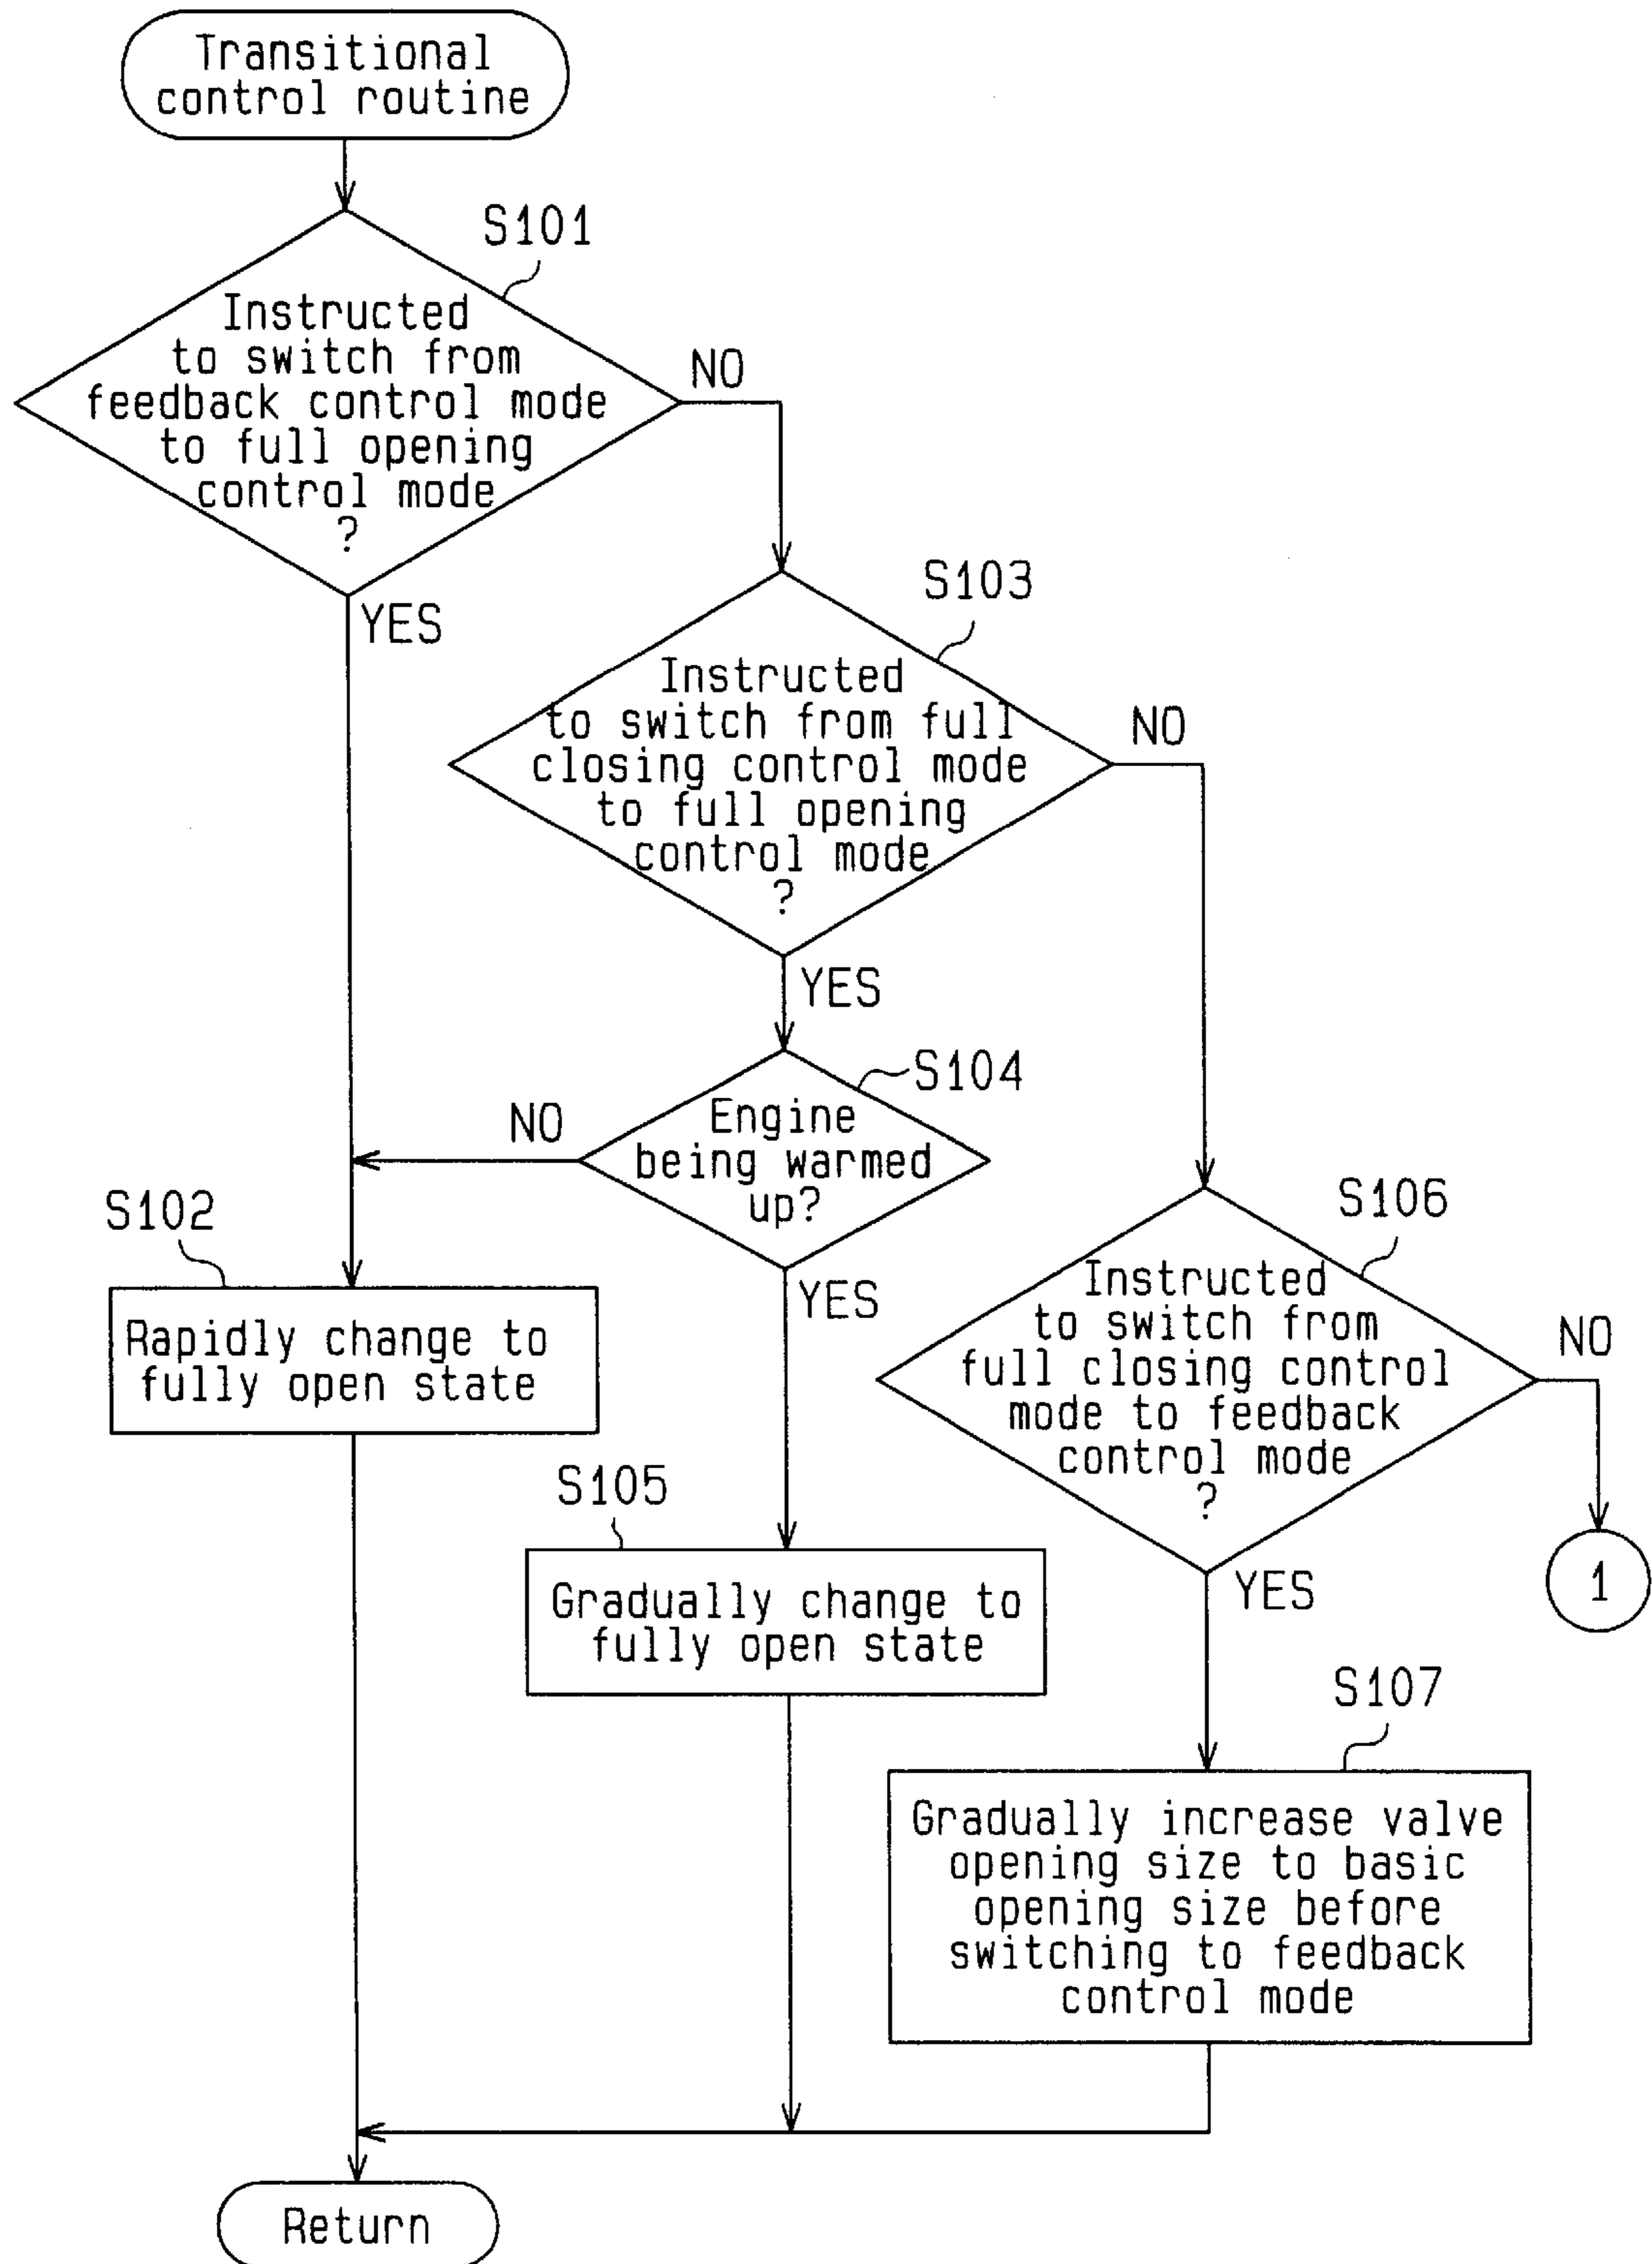 Transitional
control routine
S101
Instructed
to switch from
feedback control mode
to full opening
control mode
?
NO
YES
S103
Instructed
to switch from full
closing control mode
to full opening
control mode
?
NO
YES
S104
Engine
being warmed
up?
NO
YES
S102
Rapidly change to
fully open state
S106
Instructed
to switch from
full closing control
mode to feedback
control mode
?
NO
YES
1
S105
Gradually change to
fully open state
S107
Gradually increase valve
opening size to basic
opening size before
switching to feedback
control mode
Return